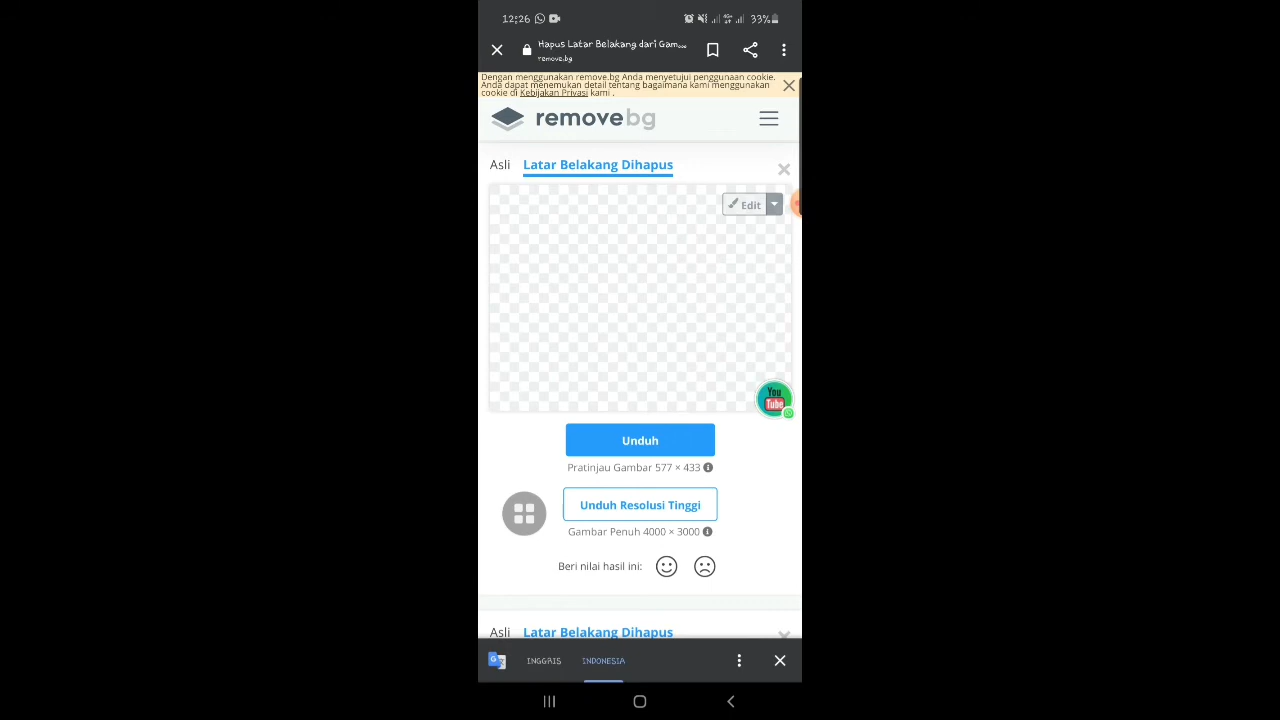 12:26
33%
Hapus Latar Belakang dari Gam...
remove.bg
Dengan menggunakan remove.bg Anda menyetujui penggunaan cookie.
Anda dapat menemukan detail tentang bagaimana kami menggunakan
cookie di Kebijakan Privasi kami .
removebg
Asli Latar Belakang Dihapus
Edit
You
Tube
Unduh
Pratinjau Gambar 577 × 433
Unduh Resolusi Tinggi
Gambar Penuh 4000 × 3000
Beri nilai hasil ini:
Asli Latar Belakang Dihapus
INGGRIS INDONESIA